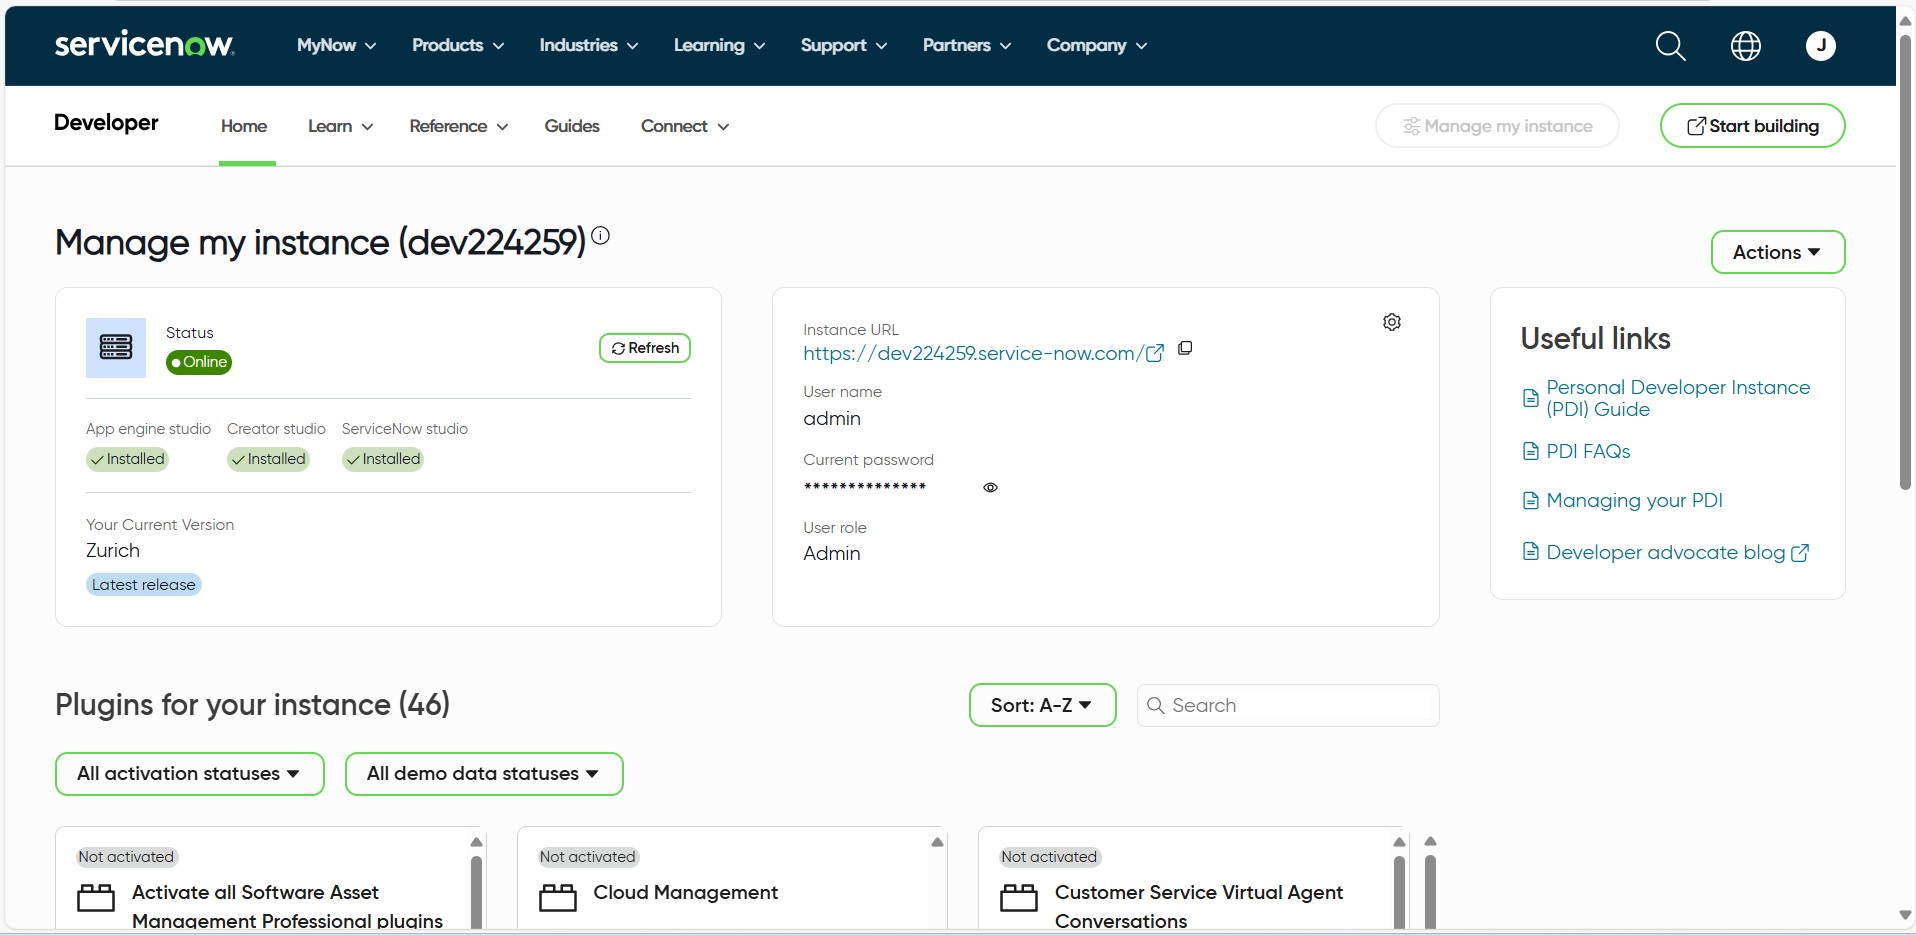 servicenow
MyNow
Products
Industries
Learning
Support
Partners
Company
J
Developer
Home
Learn
Reference
Guides
Connect
Manage my instance
Start building
Manage my instance (dev224259)
Actions
Status
Online
Refresh
App engine studio
Creator studio
ServiceNow studio
Installed
Installed
Installed
Your Current Version
Zurich
Latest release
Instance URL
https://dev224259.service-now.com/
User name
admin
Current password
**************
User role
Admin
Useful links
Personal Developer Instance
(PDI) Guide
PDI FAQs
Managing your PDI
Developer advocate blog
Plugins for your instance (46)
Sort: A-Z
Search
All activation statuses
All demo data statuses
Not activated
Activate all Software Asset
Management Professional plugins
Not activated
Cloud Management
Not activated
Customer Service Virtual Agent
Conversations